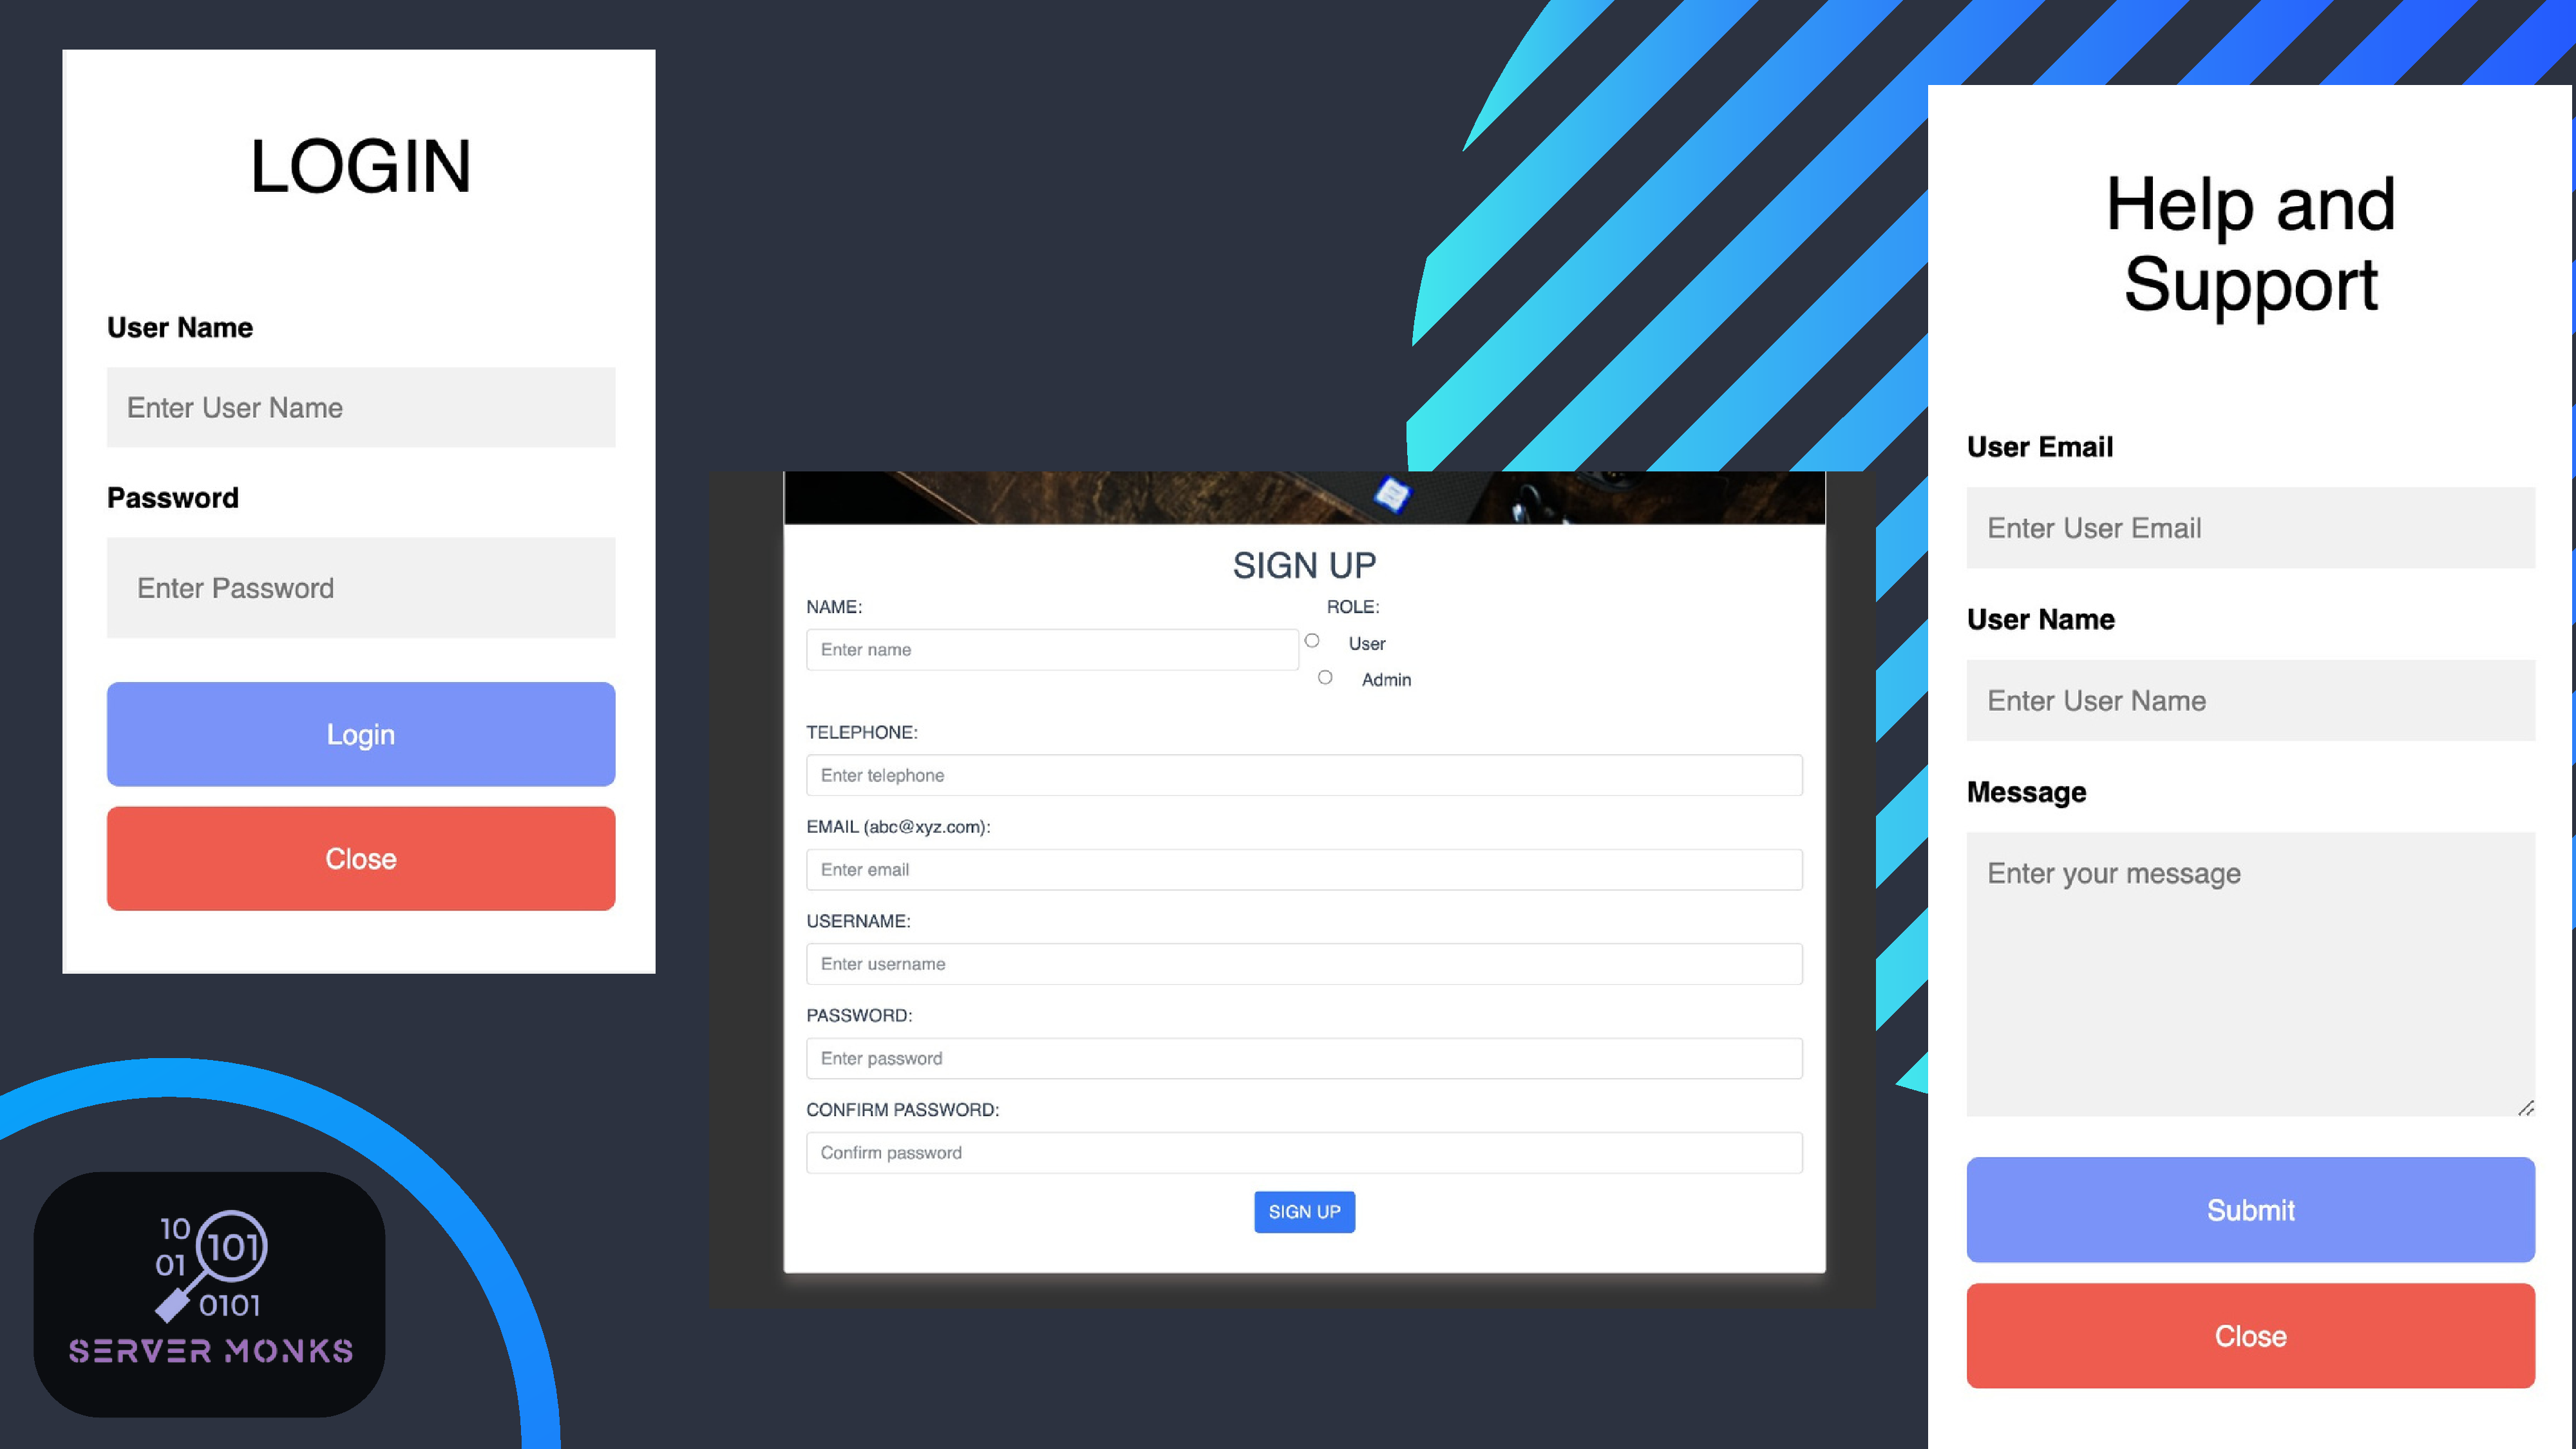 LOGIN
User Name
Enter User Name
Password
Enter Password
Login
Close
SIGN UP
NAME:
ROLE:
Enter name
User
Admin
TELEPHONE:
Enter telephone
EMAIL (abc@xyz.com):
Enter email
USERNAME:
Enter username
PASSWORD:
Enter password
CONFIRM PASSWORD:
Confirm password
SIGN UP
Help and
Support
User Email
Enter User Email
User Name
Enter User Name
Message
Enter your message
Submit
Close
10
101
01
0101
SERVER MONKS